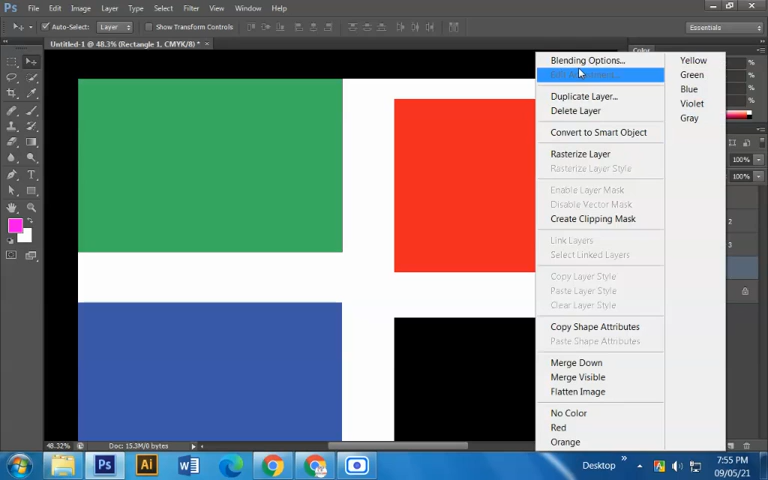 Ps File Edit Image Layer Type Select Filter View Window Help
Auto-Select: Layer Show Transform Controls Essentials
Untitled-1 @ 48.3% (Rectangle 1, CMYK/8) * × Color
Blending Options... Yellow
Green
Blue
Duplicate Layer... Violet
Delete Layer Gray
Convert to Smart Object
Rasterize Layer 100%
Rasterize Layer Style 100%
Enable Layer Mask
Disable Vector Mask
Create Clipping Mask 2
Link Layers 3
Select Linked Layers
Copy Layer Style
Paste Layer Style
Clear Layer Style
Copy Shape Attributes
Paste Shape Attributes
Merge Down
Merge Visible
Flatten Image
No Color
Red
Orange
48.32% Doc: 15.3M/0 bytes
Ps Ai W Desktop » 7:55 PM
09/05/21